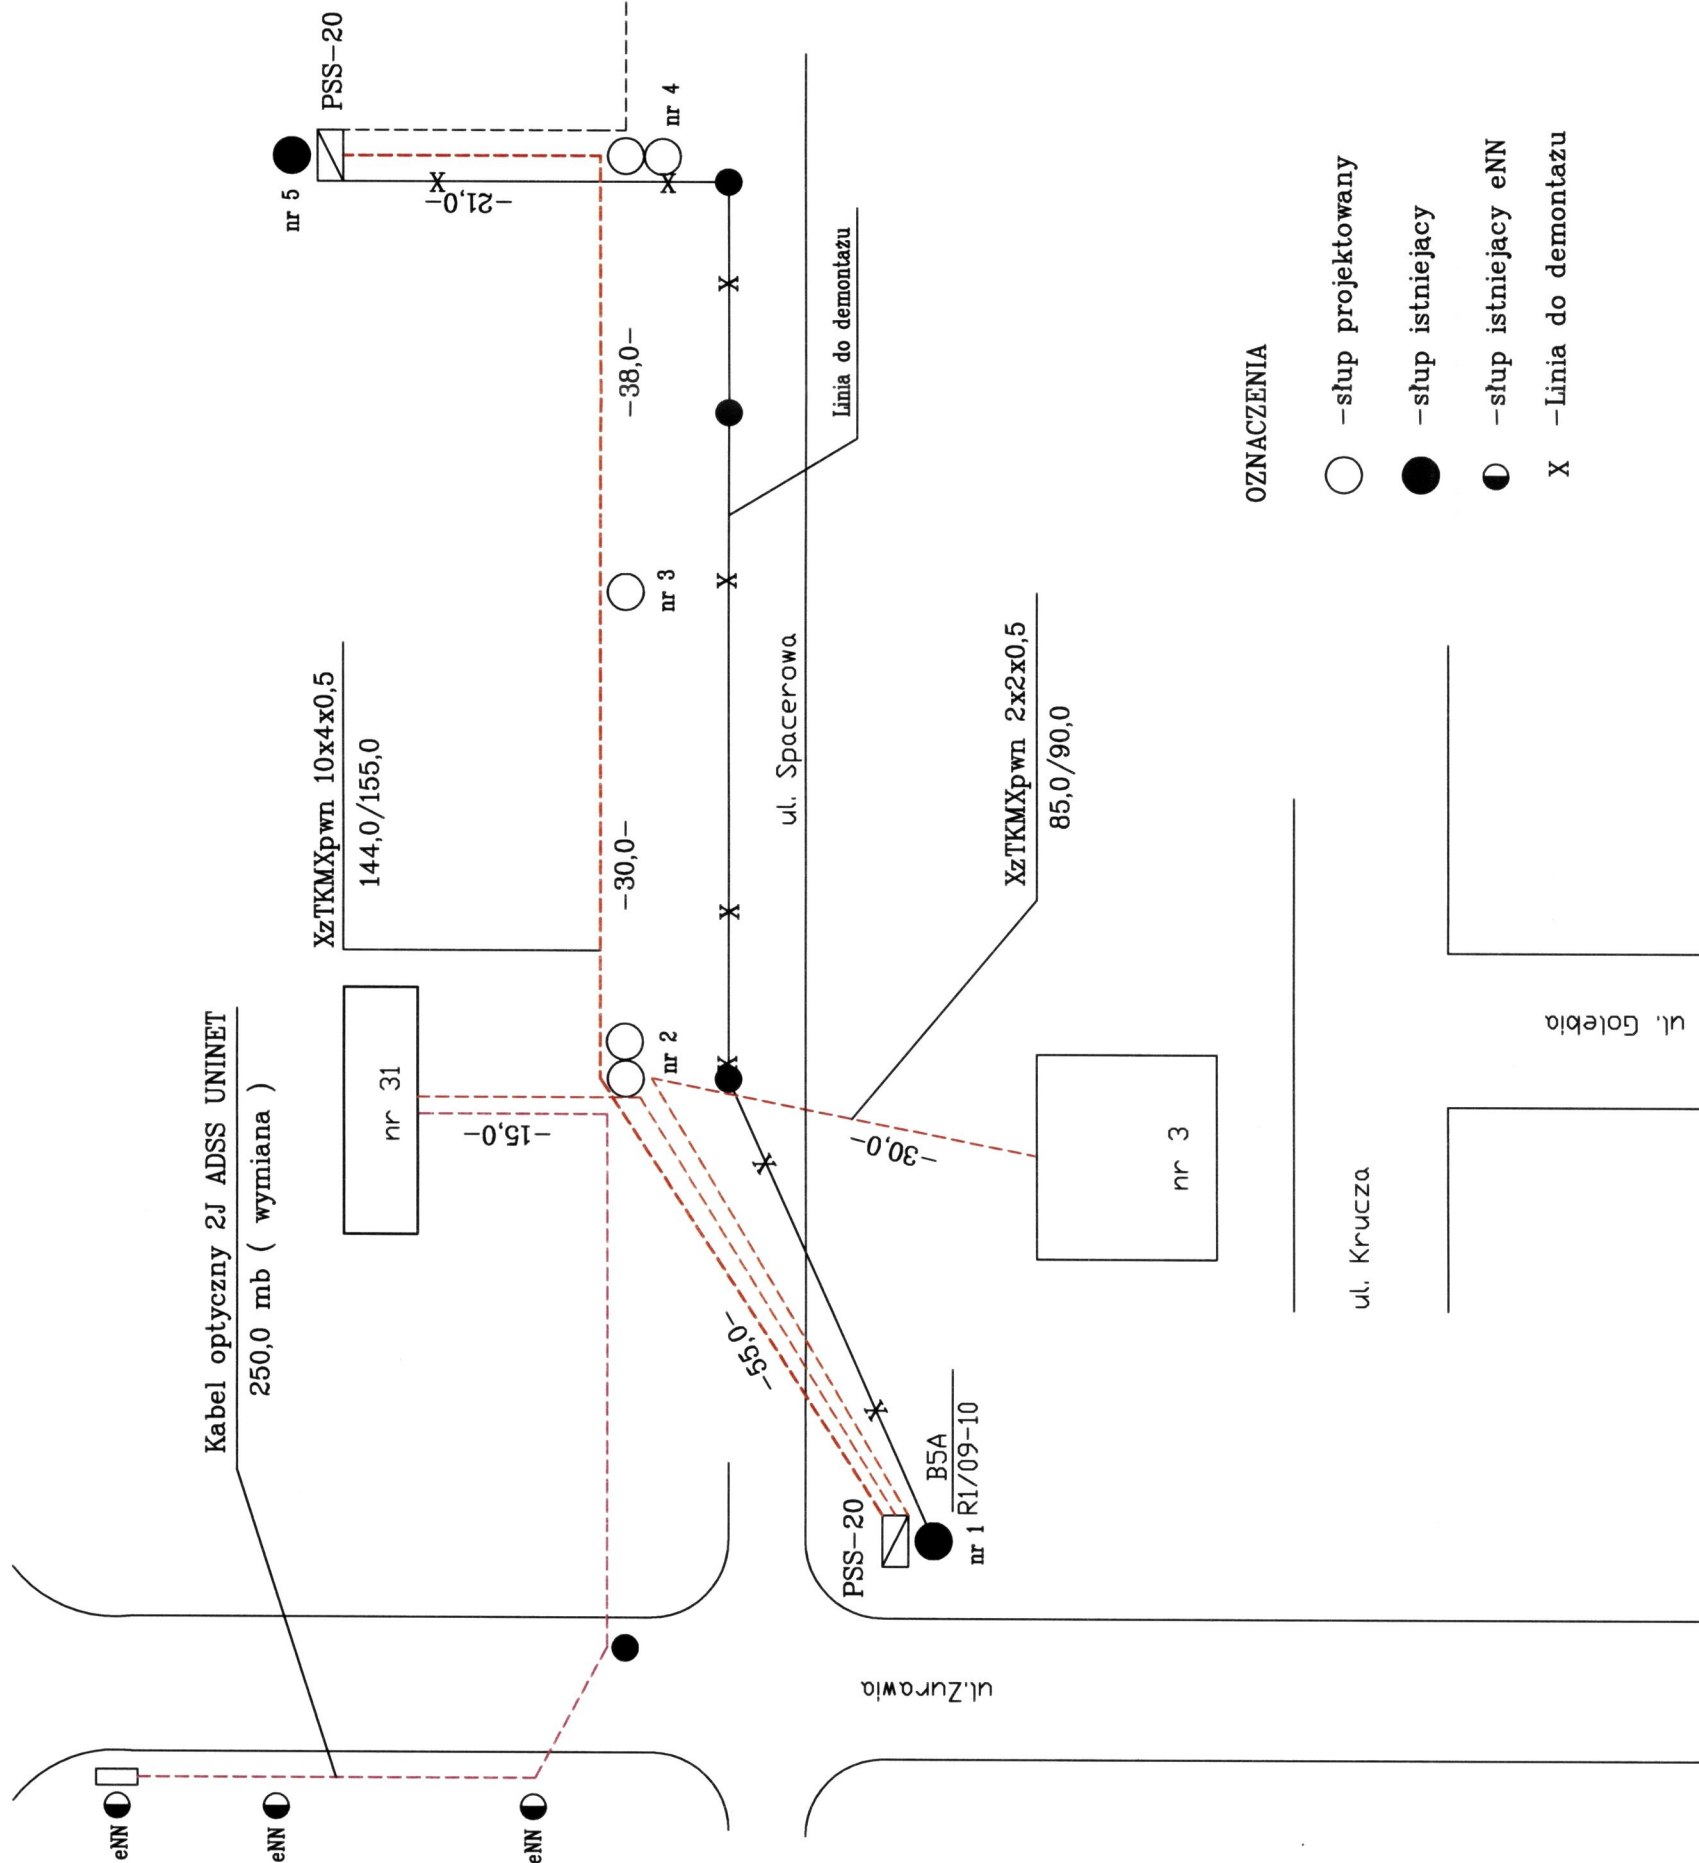 Kabel optyczny 2J ADSS UNINET
250,0 mb ( wymiana )
XzTKMXpwn 10x4x0,5
144,0/155,0
PSS-20
nr 5
-21,0-
nr 4
-38,0-
nr 3
-30,0-
nr 2
nr 31
-15,0-
Linia do demontażu
ul. Spacerowa
XzTKMXpwn 2x2x0,5
85,0/90,0
-30,0-
-55,0-
nr 3
B5A
R1/09-10
PSS-20
nr 1
eNN
eNN
eNN
ul.Zurawia
ul. Krucza
ul. Golebia
OZNACZENIA
-słup projektowany
-słup istniejacy
-słup istniejacy eNN
X -Linia do demontażu